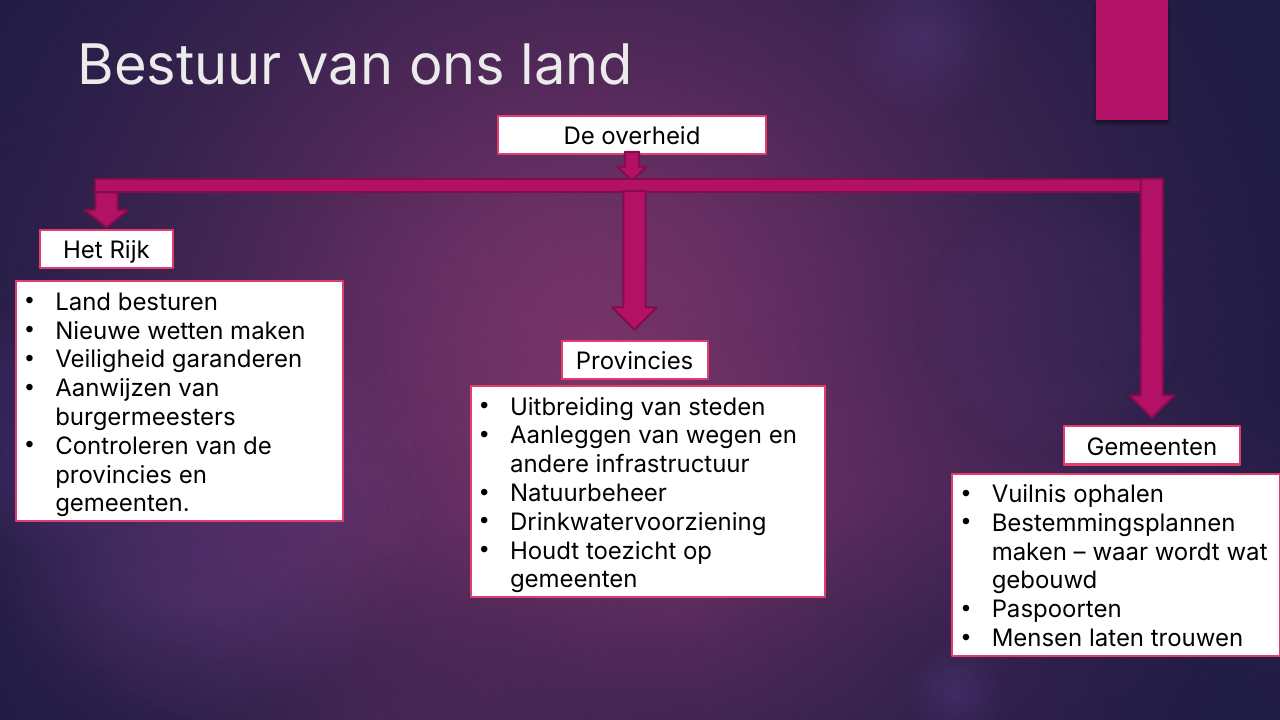 Bestuur van ons land
De overheid
Het Rijk
• Land besturen
• Nieuwe wetten maken
• Veiligheid garanderen
• Aanwijzen van
burgermeesters
• Controleren van de
provincies en
gemeenten.
Provincies
• Uitbreiding van steden
• Aanleggen van wegen en
andere infrastructuur
• Natuurbeheer
• Drinkwatervoorziening
• Houdt toezicht op
gemeenten
Gemeenten
• Vuilnis ophalen
• Bestemmingsplannen
maken – waar wordt wat
gebouwd
• Paspoorten
• Mensen laten trouwen